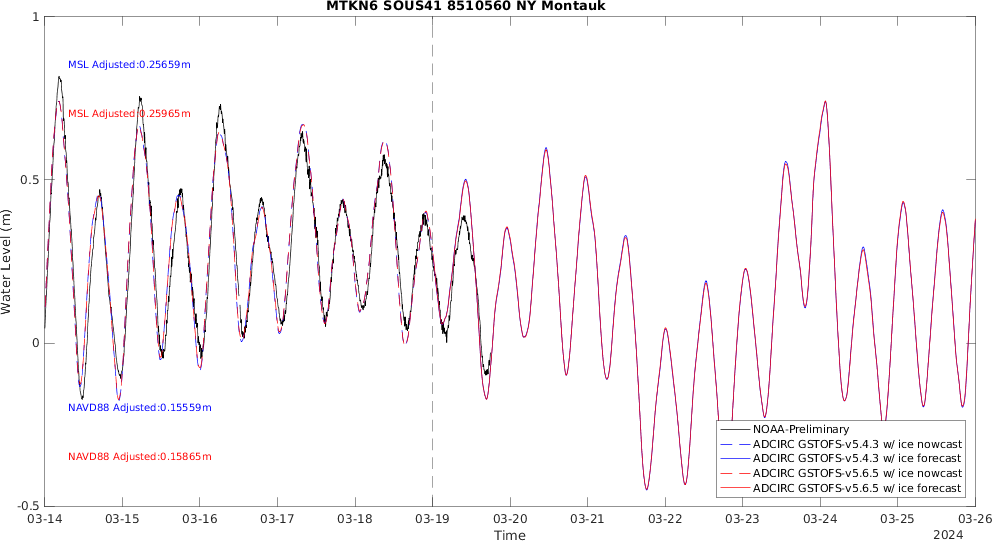 MTKN6 SOUS41 8510560 NY Montauk
Water Level (m)
1
0.5
0
-0.5
MSL Adjusted:0.25659m
MSL Adjusted:0.25965m
NAVD88 Adjusted:0.15559m
NAVD88 Adjusted:0.15865m
NOAA-Preliminary
ADCIRC GSTOFS-v5.4.3 w/ ice nowcast
ADCIRC GSTOFS-v5.4.3 w/ ice forecast
ADCIRC GSTOFS-v5.6.5 w/ ice nowcast
ADCIRC GSTOFS-v5.6.5 w/ ice forecast
03-14 03-15 03-16 03-17 03-18 03-19 03-20 03-21 03-22 03-23 03-24 03-25 03-26
Time
2024